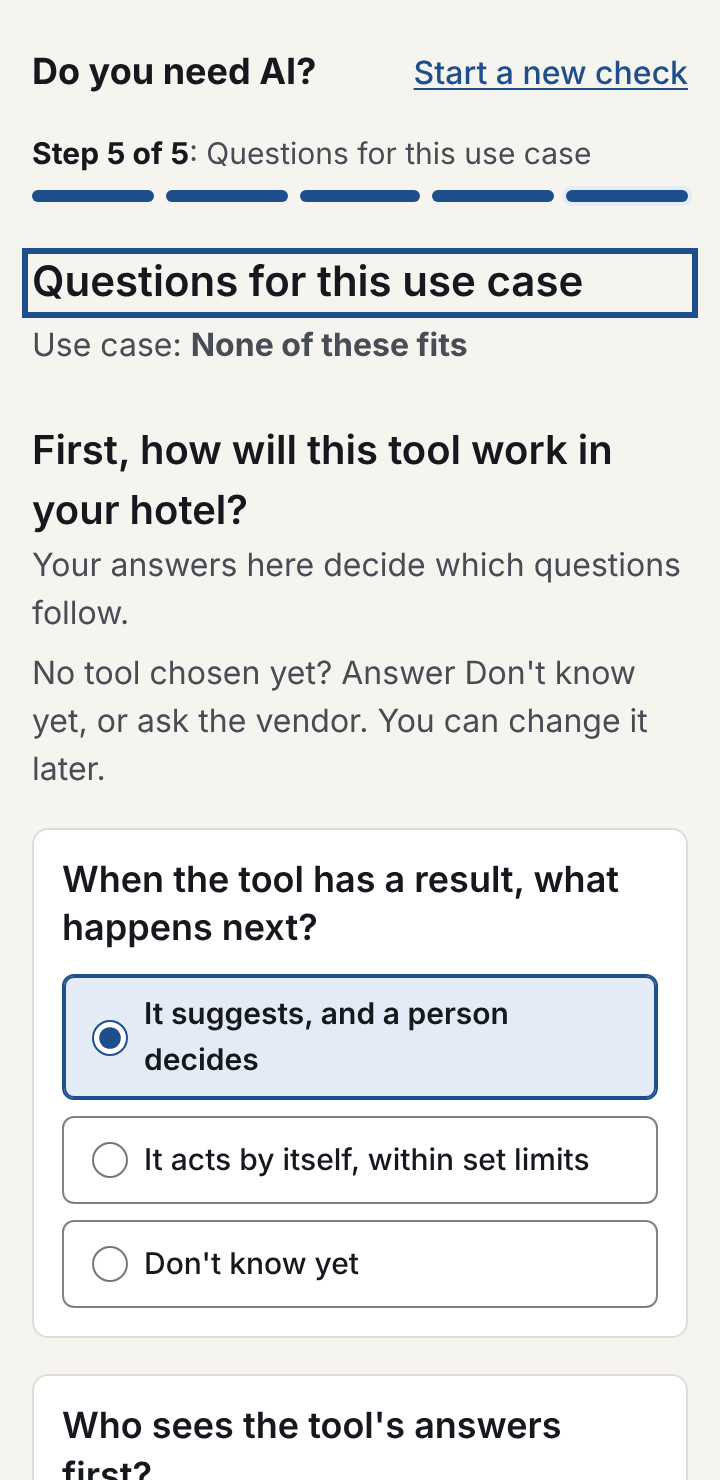 Do you need AI?
Start a new check
Step 5 of 5: Questions for this use case
Questions for this use case
Use case: None of these fits
First, how will this tool work in
your hotel?
Your answers here decide which questions
follow.
No tool chosen yet? Answer Don't know
yet, or ask the vendor. You can change it
later.
When the tool has a result, what
happens next?
It suggests, and a person
decides
It acts by itself, within set limits
Don't know yet
Who sees the tool's answers
first?